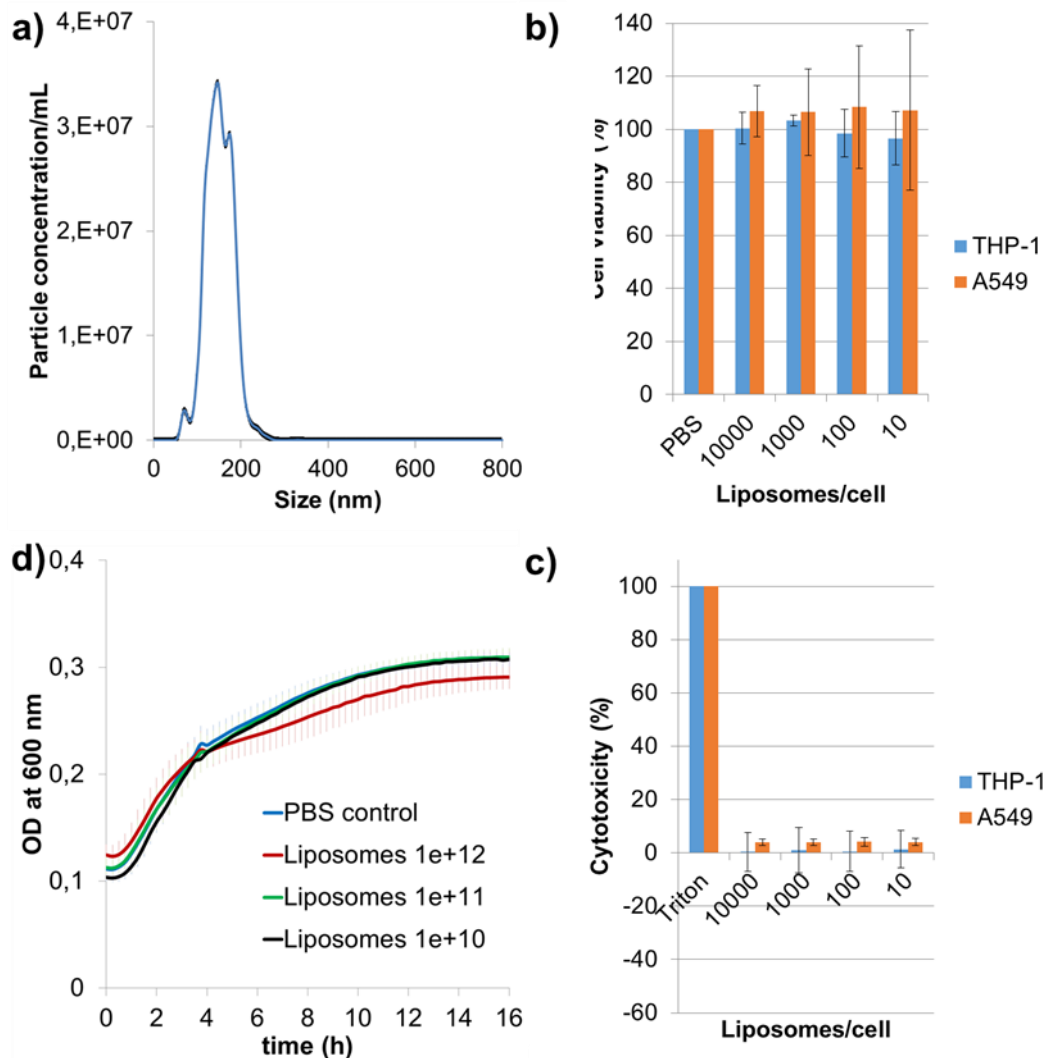 a)
4,E+07
3,E+07
2,E+07
1,E+07
0,E+00
Particle concentration/mL
0 200 400 600 800
Size (nm)
b)
140
120
100
80
60
40
20
0
Cell viability (%)
PBS 10000 1000 100 10
Liposomes/cell
THP-1
A549
d)
0,4
0,3
0,2
0,1
0
OD at 600 nm
PBS control
Liposomes 1e+12
Liposomes 1e+11
Liposomes 1e+10
0 2 4 6 8 10 12 14 16
time (h)
c)
100
80
60
40
20
0
-20
-40
-60
Cytotoxicity (%)
Triton 10000 1000 100 10
Liposomes/cell
THP-1
A549